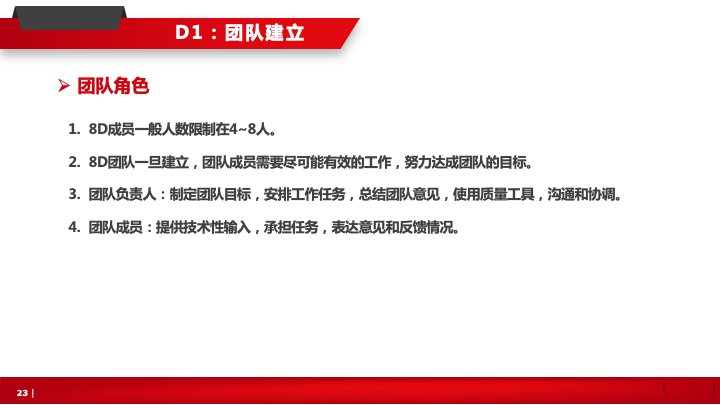 D1：团队建立
团队角色
1. 8D成员一般人数限制在4~8人。
2. 8D团队一旦建立，团队成员需要尽可能有效的工作，努力达成团队的目标。
3. 团队负责人：制定团队目标，安排工作任务，总结团队意见，使用质量工具，沟通和协调。
4. 团队成员：提供技术性输入，承担任务，表达意见和反馈情况。
23 |